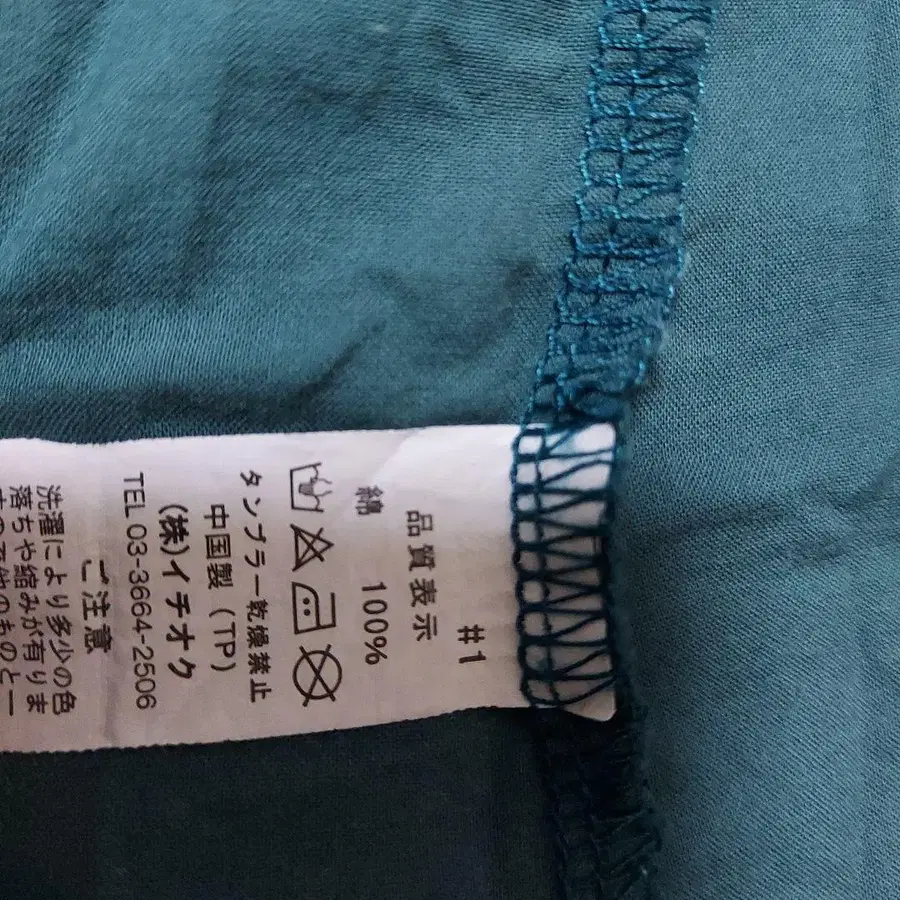 #1
品質表示
綿 100%
タンブラー乾燥禁止
中国製 (TP)
(株)イチオク
TEL 03-3664-2506
ご注意
洗濯により多少の色
落ちや縮みが有りま